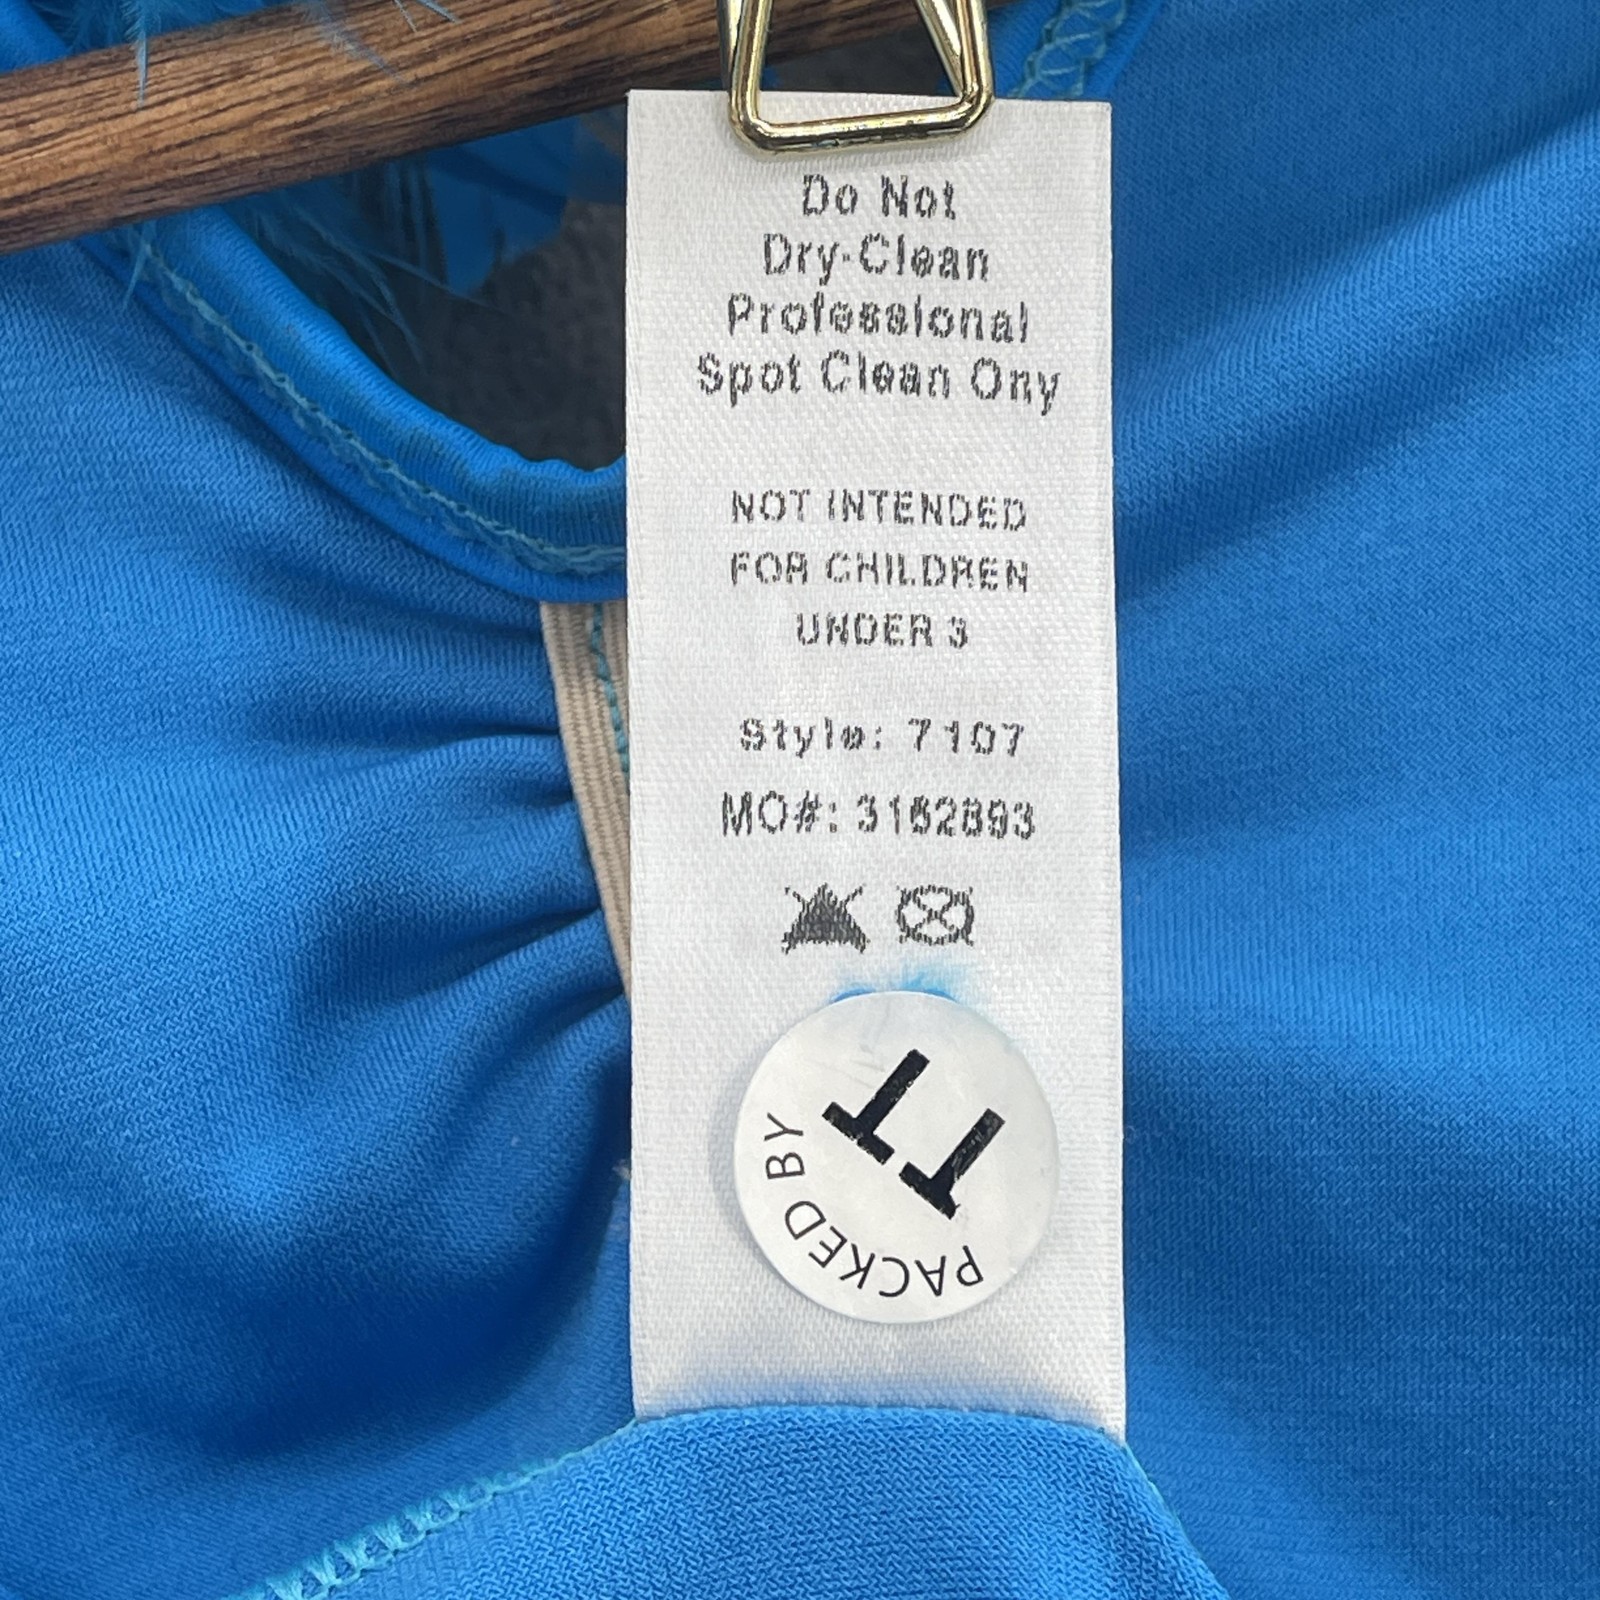 Do Not
Dry-Clean
Professional
Spot Clean Ony
NOT INTENDED
FOR CHILDREN
UNDER 3
Style: 7107
MO#: 3152893
PACKED BY
TT